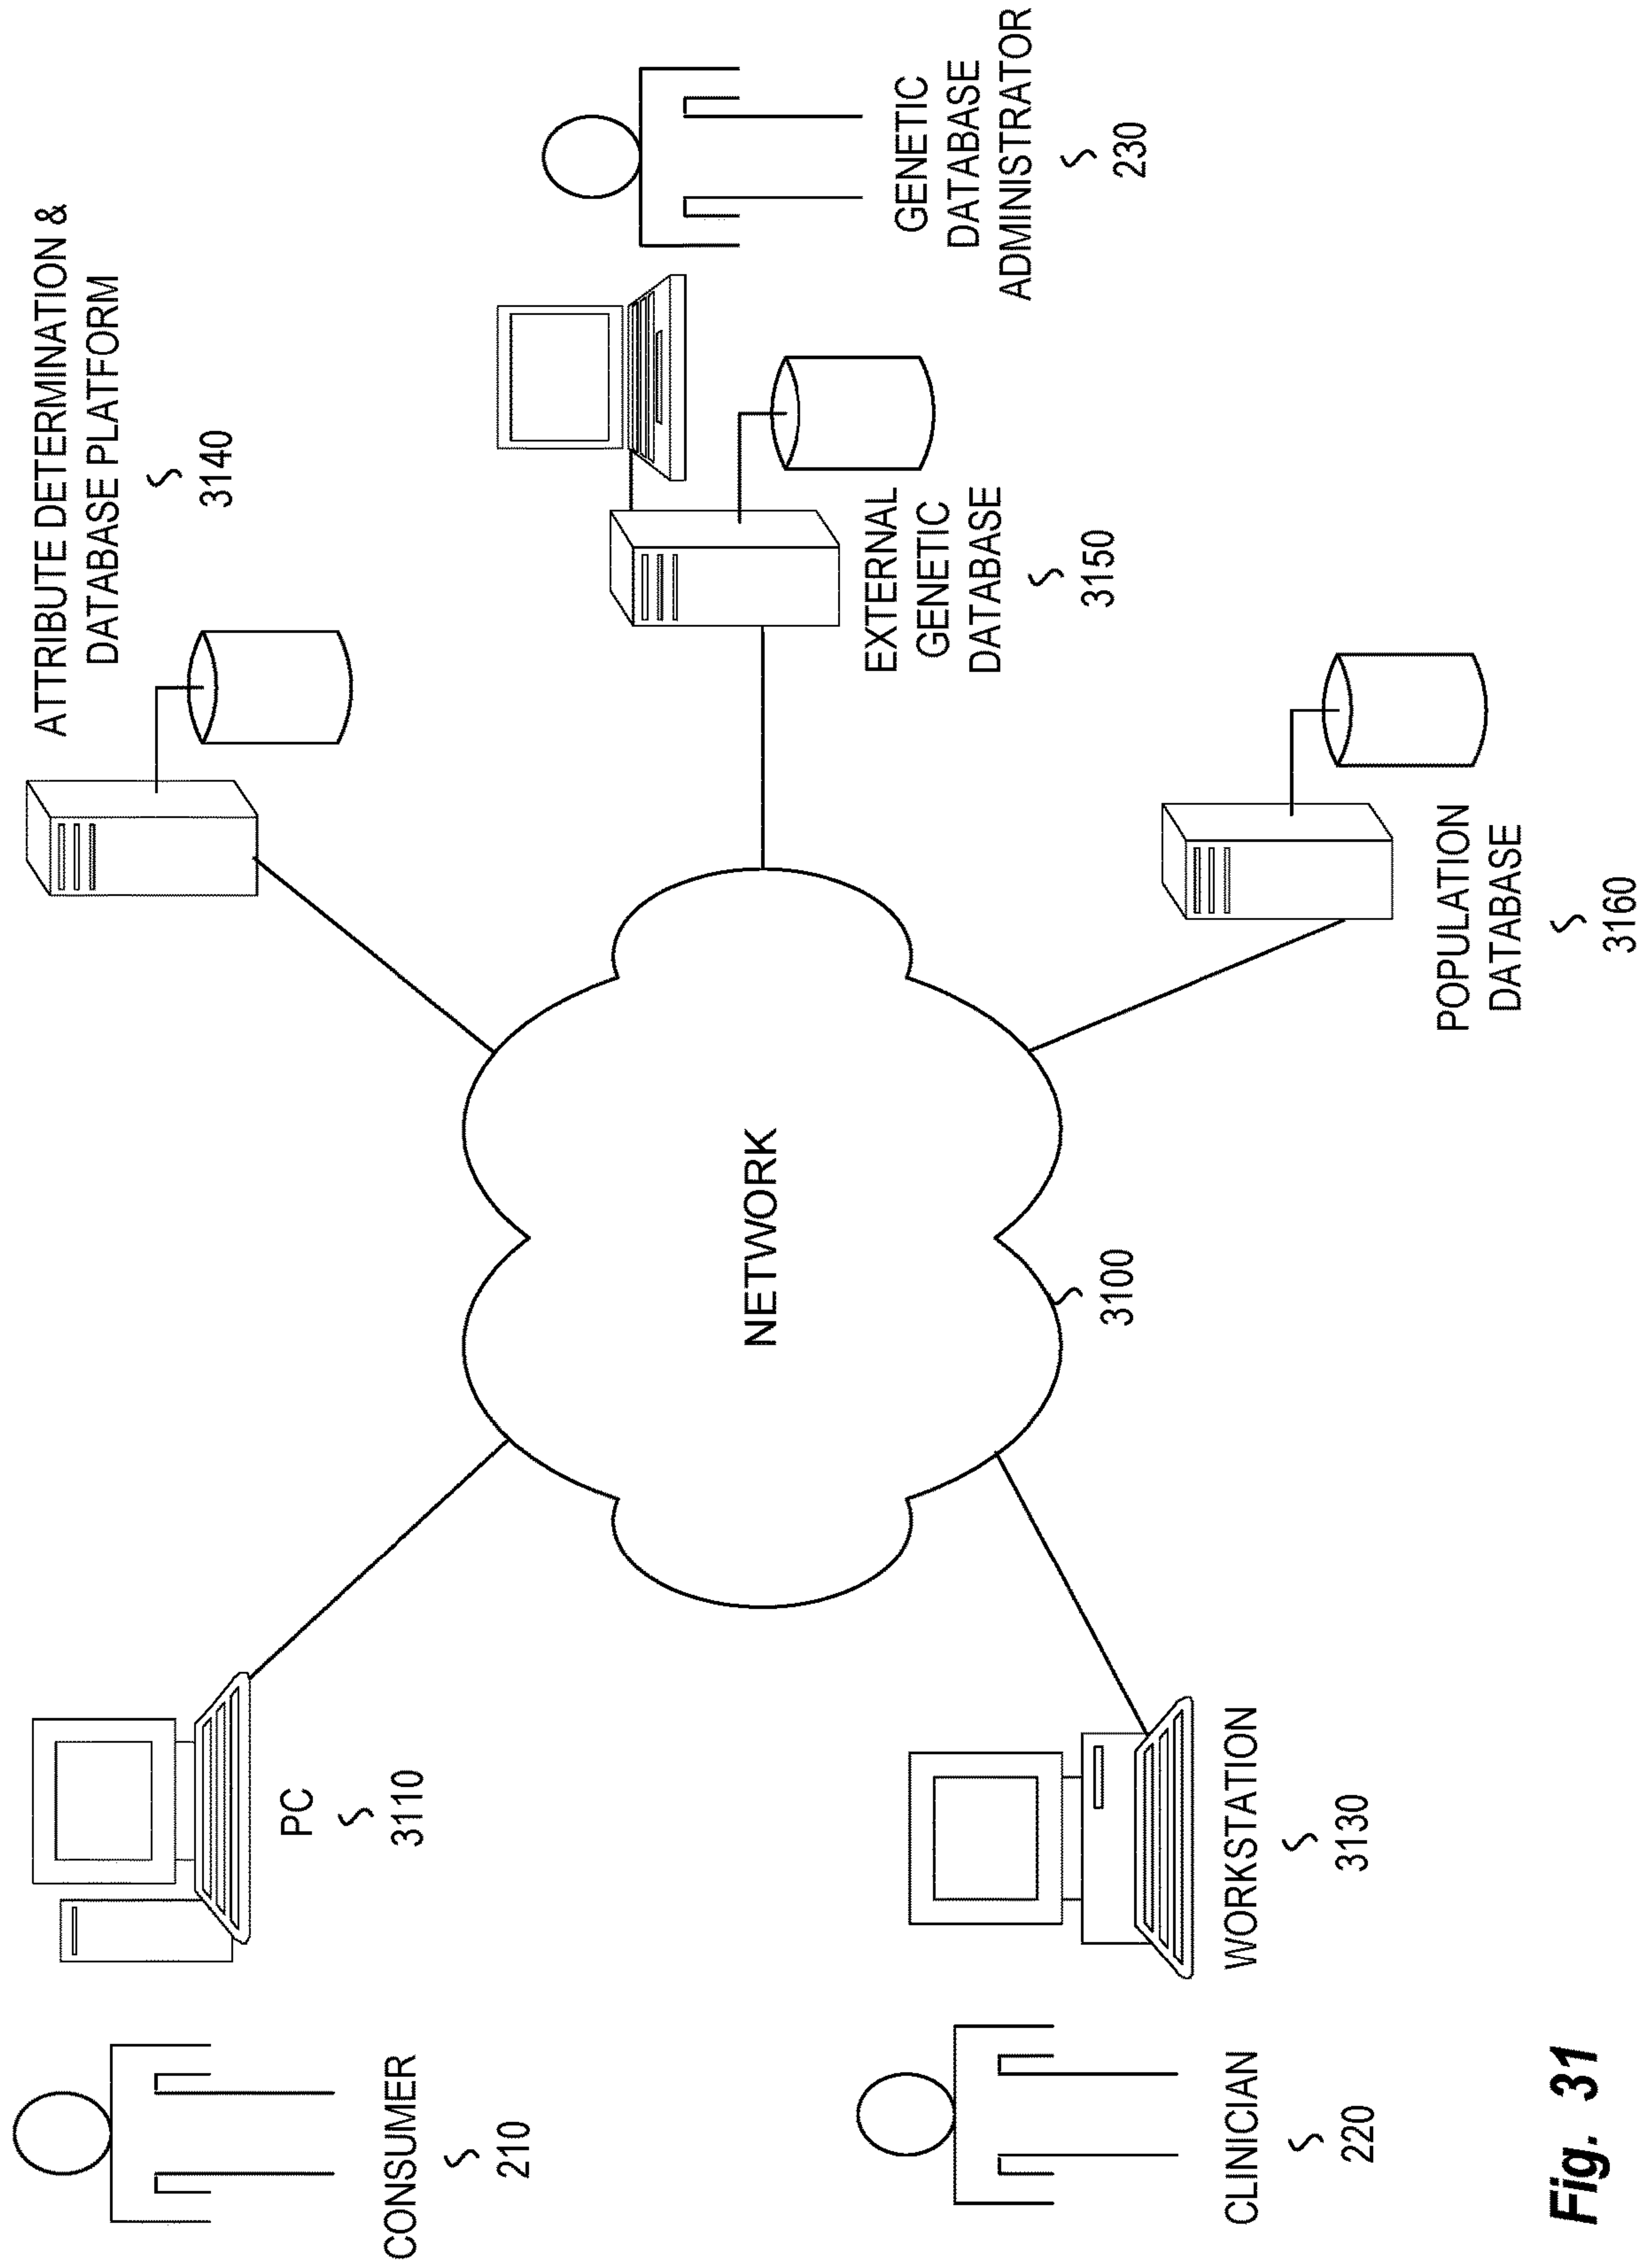 ATTRIBUTE DETERMINATION &
DATABASE PLATFORM
3140
CONSUMER
210
PC
3110
NETWORK
3100
EXTERNAL
GENETIC
DATABASE
3150
GENETIC
DATABASE
ADMINISTRATOR
230
CLINICIAN
220
WORKSTATION
3130
POPULATION
DATABASE
3160
Fig. 31